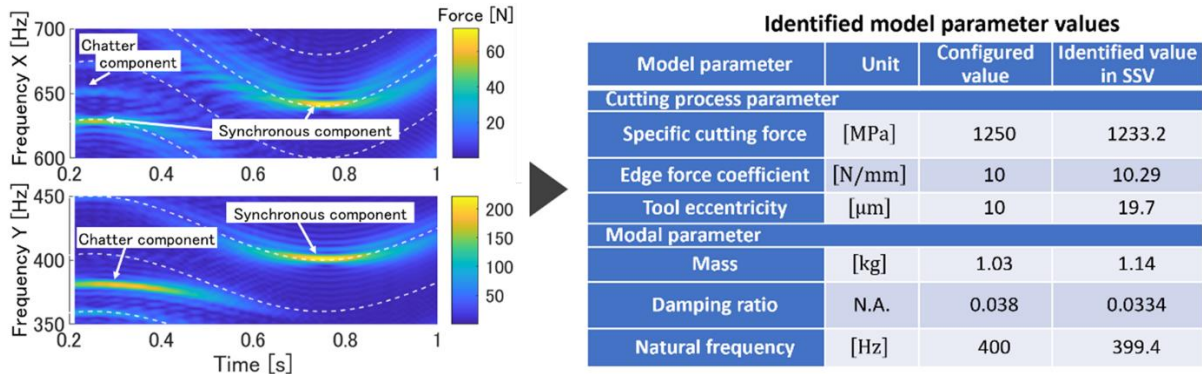 Force [N]
Frequency X [Hz]
700
650
600
Chatter
component
Synchronous component
0.2
0.4
0.6
0.8
1
60
40
20
Frequency Y [Hz]
450
400
350
Synchronous component
Chatter component
0.2
0.4
0.6
0.8
1
200
150
100
50
Time [s]
Identified model parameter values
Model parameter Unit Configured value Identified value in SSV
Cutting process parameter
Specific cutting force [MPa] 1250 1233.2
Edge force coefficient [N/mm] 10 10.29
Tool eccentricity [μm] 10 19.7
Modal parameter
Mass [kg] 1.03 1.14
Damping ratio N.A. 0.038 0.0334
Natural frequency [Hz] 400 399.4